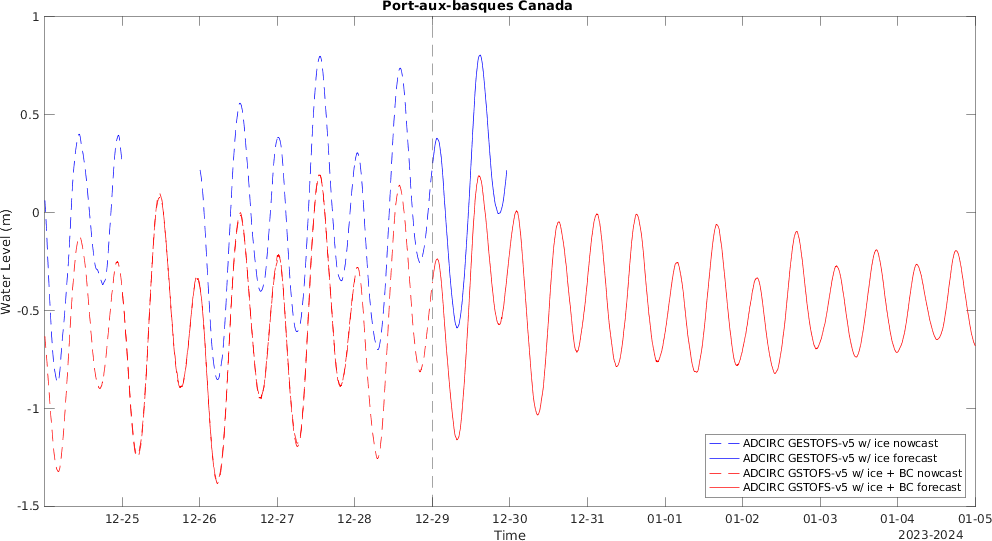 Port-aux-basques Canada
1
0.5
0
-0.5
-1
-1.5
Water Level (m)
ADCIRC GESTOFS-v5 w/ ice nowcast
ADCIRC GESTOFS-v5 w/ ice forecast
ADCIRC GSTOFS-v5 w/ ice + BC nowcast
ADCIRC GSTOFS-v5 w/ ice + BC forecast
12-25 12-26 12-27 12-28 12-29 12-30 12-31 01-01 01-02 01-03 01-04 01-05
Time
2023-2024